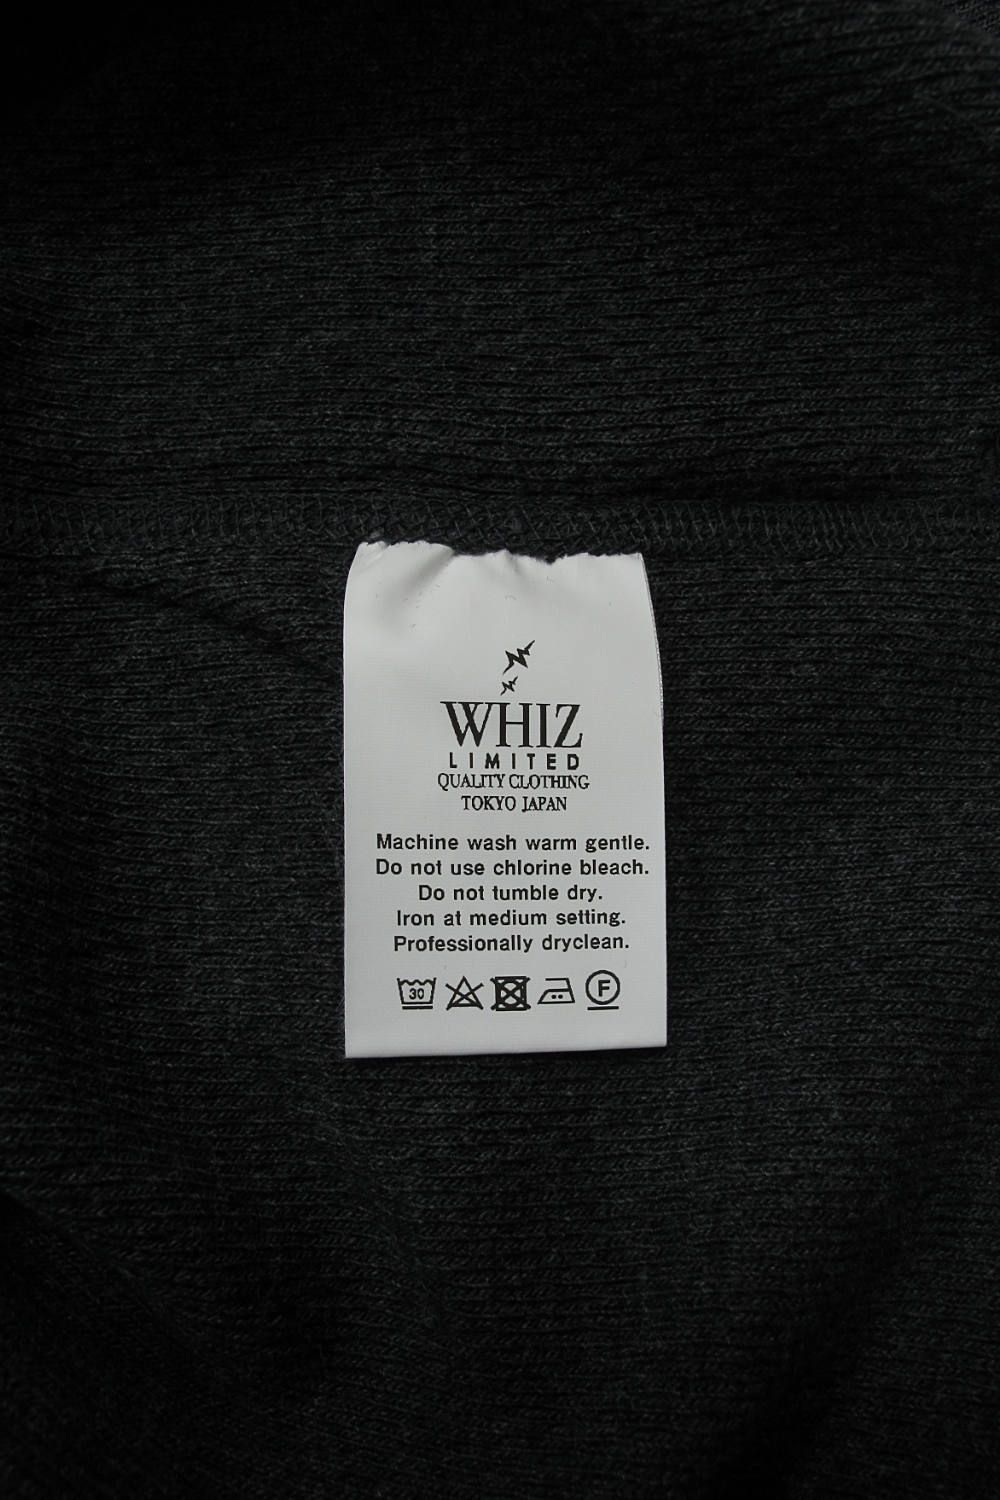 WHIZ
LIMITED
QUALITY CLOTHING
TOKYO JAPAN
Machine wash warm gentle.
Do not use chlorine bleach.
Do not tumble dry.
Iron at medium setting.
Professionally dryclean.
30 F